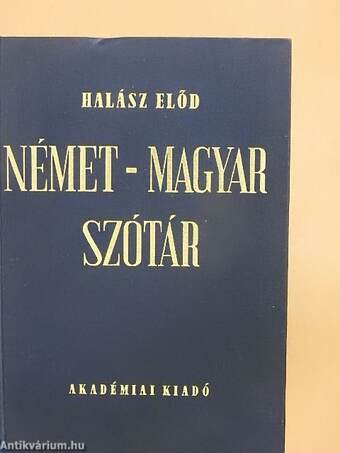 HALÁSZ ELŐD
NÉMET - MAGYAR
SZÓTÁR
AKADÉMIAI KIADÓ
Antikvárium.hu